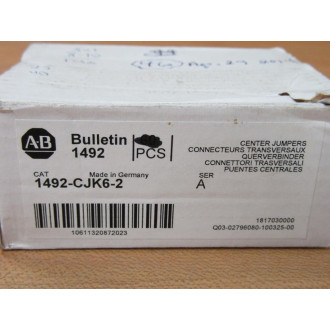 A·B
Bulletin
1492
PCS
CENTER JUMPERS
CONNECTEURS TRANSVERSAUX
QUERVERBINDER
CONNETTORI TRASVERSALI
PUENTES CENTRALES
CAT
Made in Germany
SER
1492-CJK6-2
A
10611320872023
1817030000
Q03-02796080-100325-00